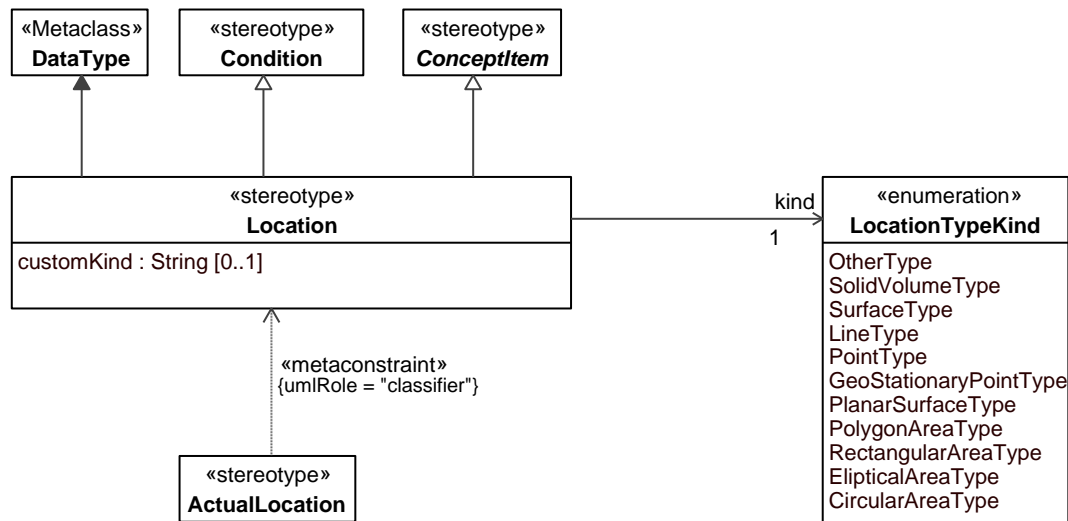 «Metaclass»
DataType
«stereotype»
Condition
«stereotype»
ConceptItem
«stereotype»
Location
customKind : String [0..1]
kind
1
«enumeration»
LocationTypeKind
OtherType
SolidVolumeType
SurfaceType
LineType
PointType
GeoStationaryPointType
PlanarSurfaceType
PolygonAreaType
RectangularAreaType
ElipticalAreaType
CircularAreaType
«metaconstraint»
{umlRole = "classifier"}
«stereotype»
ActualLocation